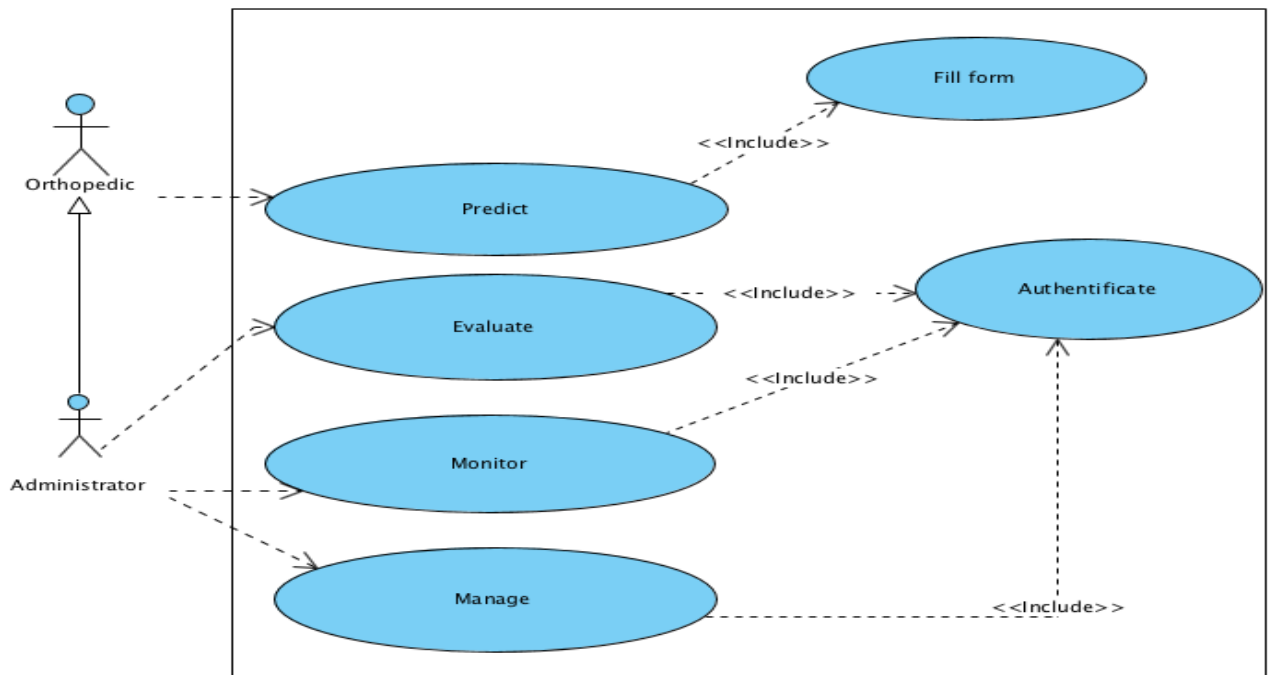 Fill form
<<Include>>
Orthopedic
Predict
<<Include>>
Authentificate
Evaluate
<<Include>>
Monitor
Administrator
Manage
<<Include>>